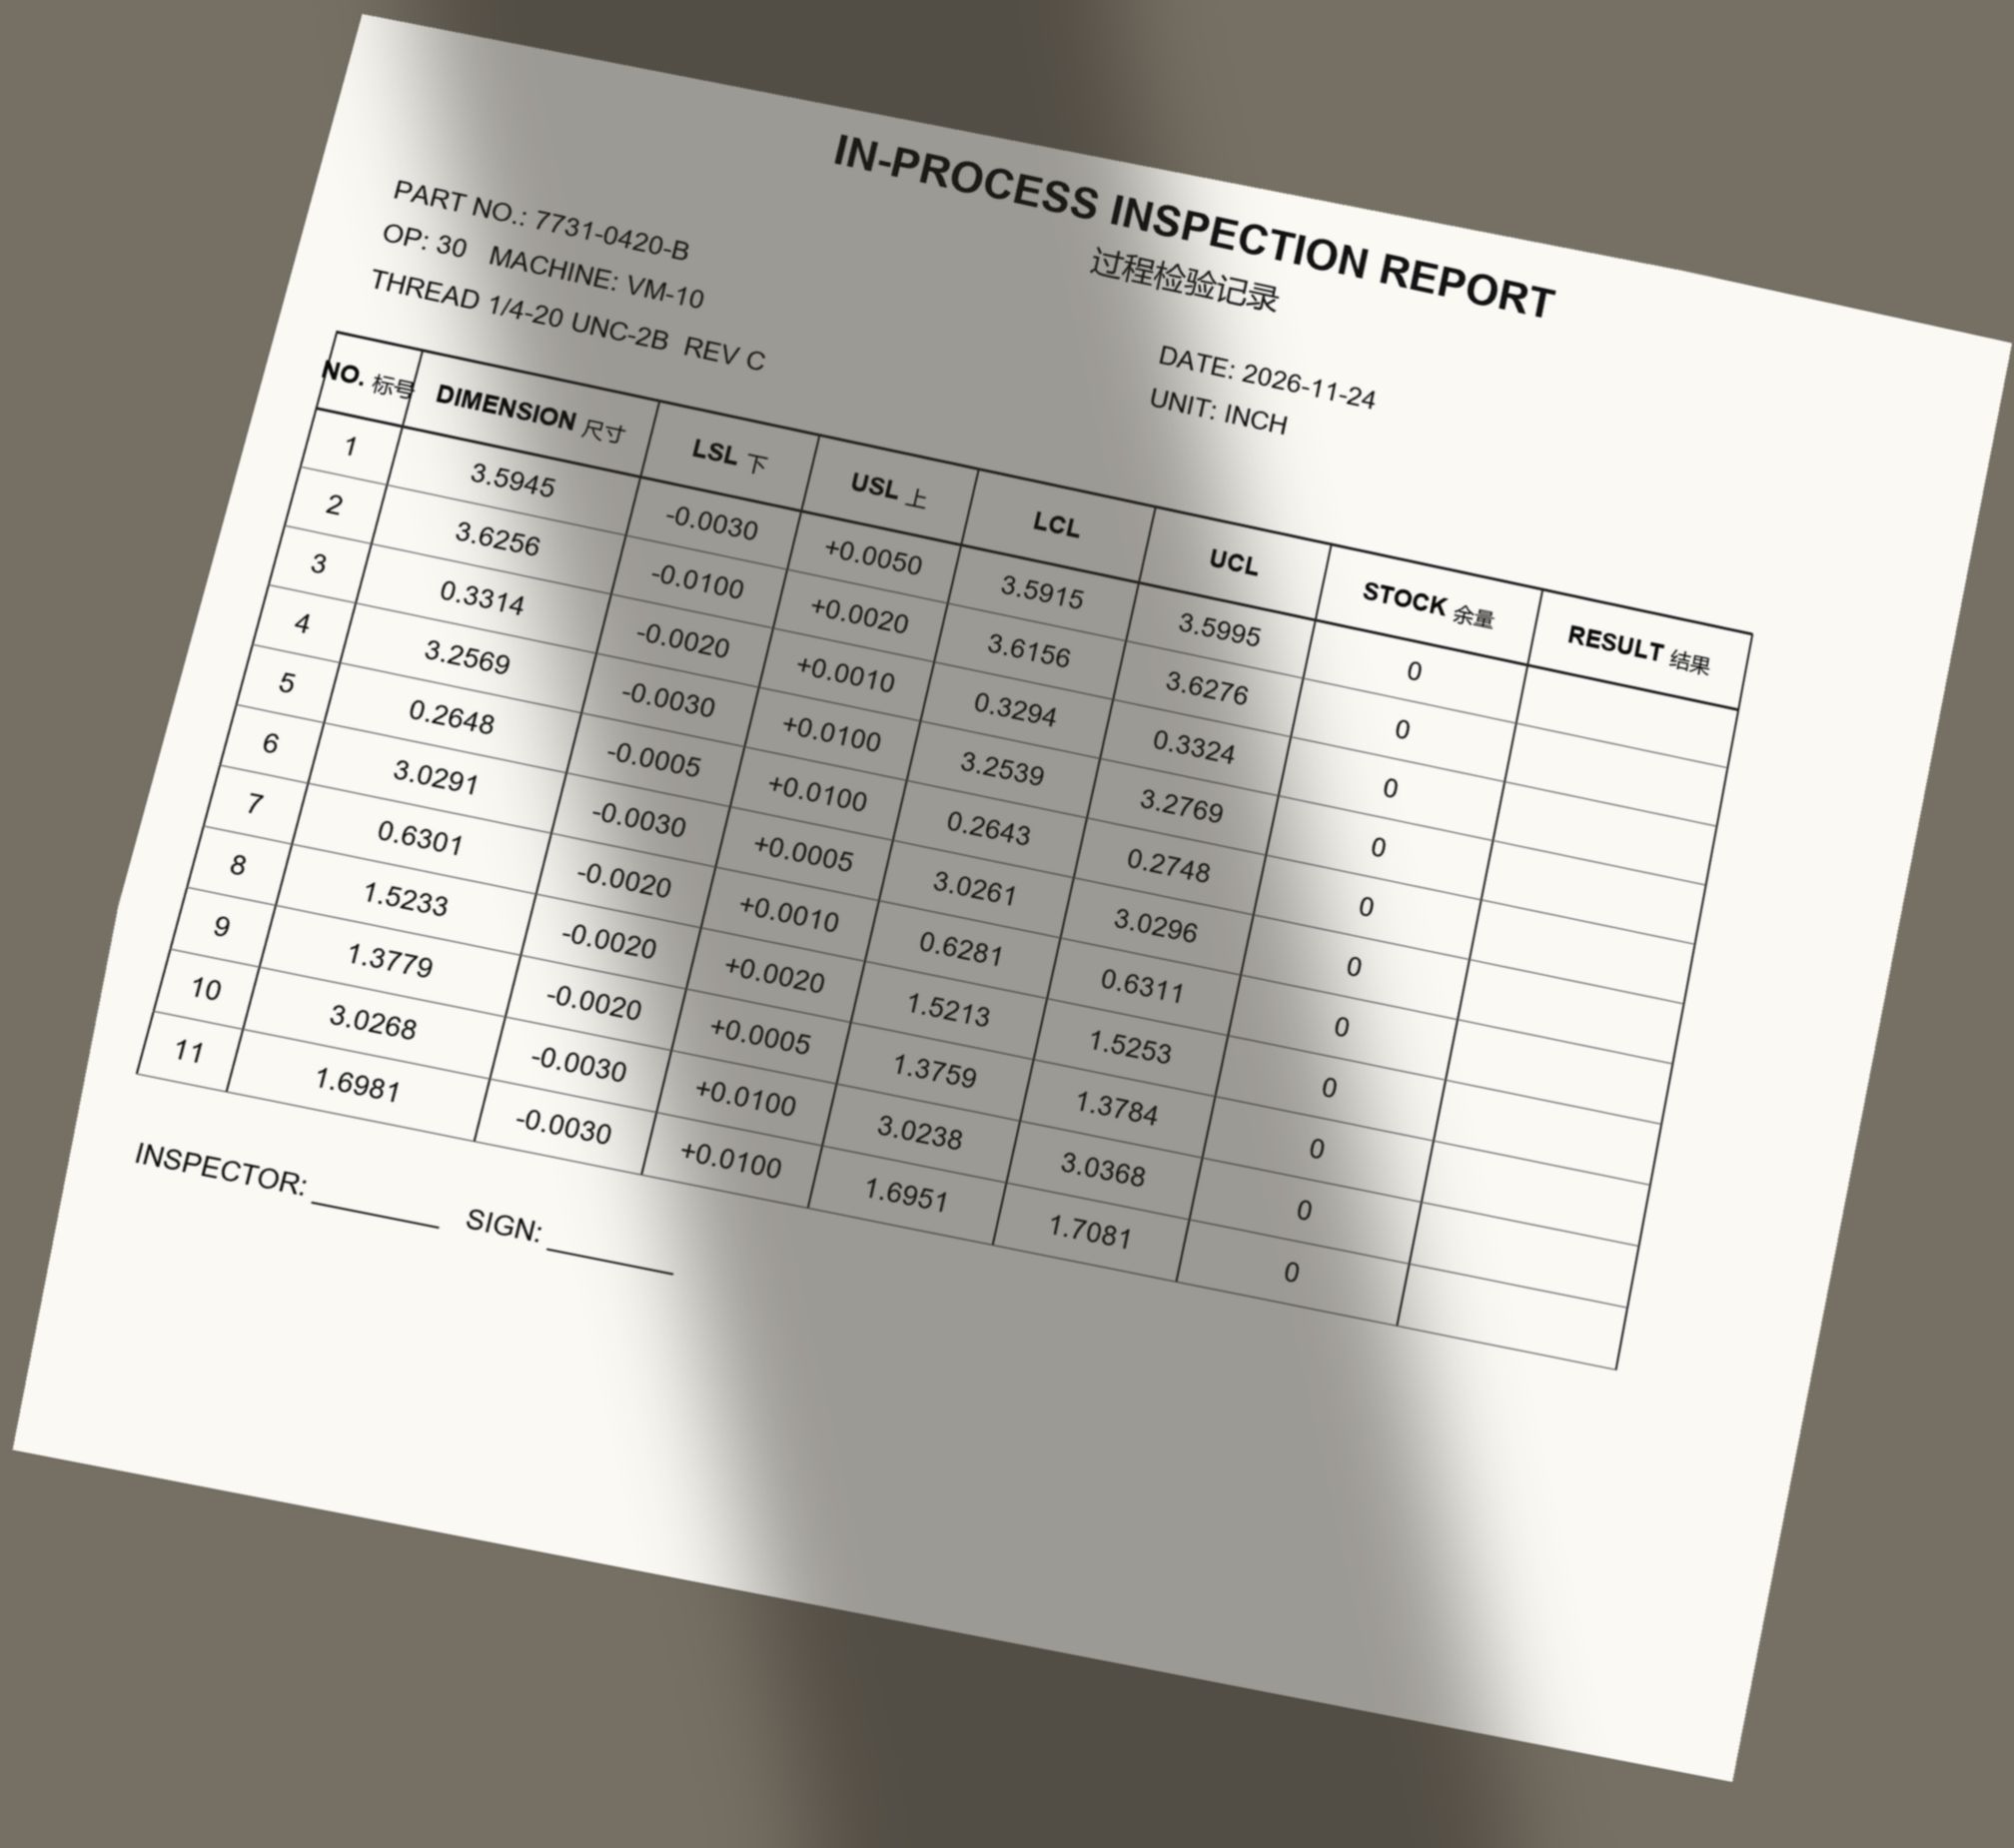 IN-PROCESS INSPECTION REPORT
过程检验记录
PART NO.: 7731-0420-B
OP: 30 MACHINE: VM-10
THREAD 1/4-20 UNC-2B REV C
DATE: 2026-11-24
UNIT: INCH
NO. 标号 DIMENSION 尺寸 LSL 下 USL 上 LCL UCL STOCK 余量 RESULT 结果
1 3.5945 -0.0030 +0.0050 3.5915 3.5995 0
2 3.6256 -0.0100 +0.0020 3.6156 3.6276 0
3 0.3314 -0.0020 +0.0010 0.3294 0.3324 0
4 3.2569 -0.0030 +0.0100 3.2539 3.2769 0
5 0.2648 -0.0005 +0.0100 0.2643 0.2748 0
6 3.0291 -0.0030 +0.0005 3.0261 3.0296 0
7 0.6301 -0.0020 +0.0010 0.6281 0.6311 0
8 1.5233 -0.0020 +0.0020 1.5213 1.5253 0
9 1.3779 -0.0020 +0.0005 1.3759 1.3784 0
10 3.0268 -0.0030 +0.0100 3.0238 3.0368 0
11 1.6981 -0.0030 +0.0100 1.6951 1.7081 0
INSPECTOR: SIGN: